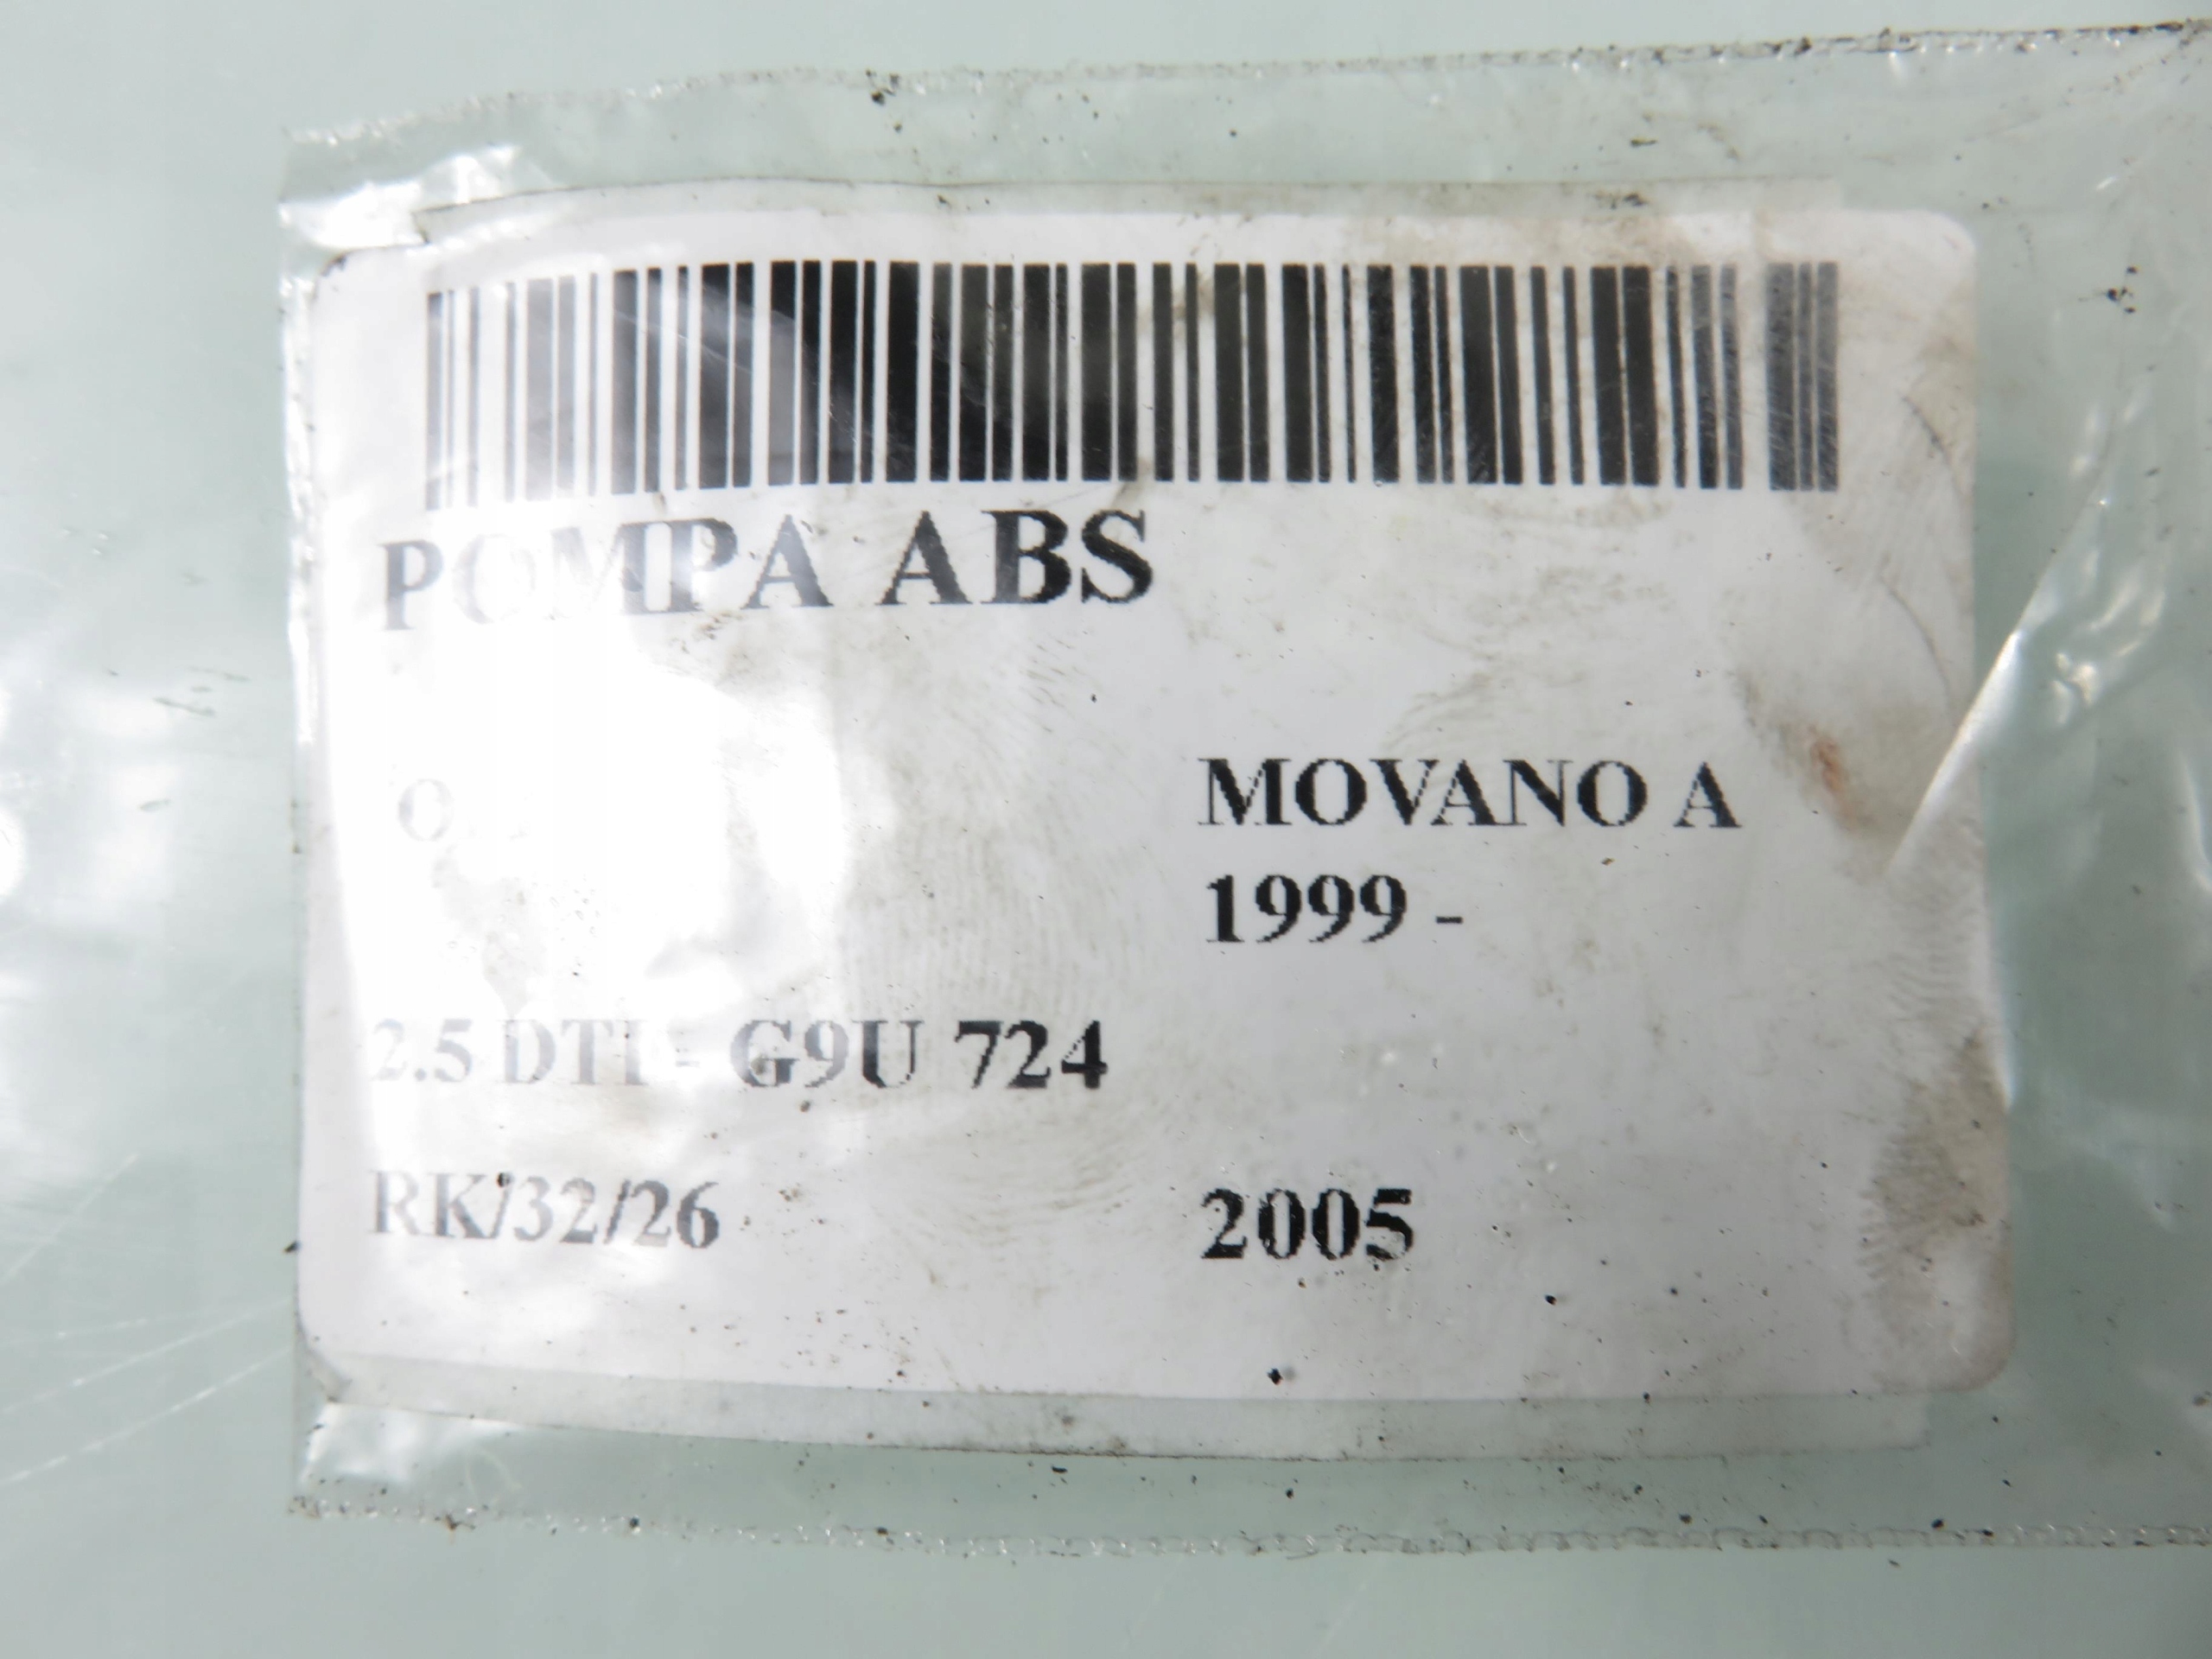 POMPA ABS
MOVANO A
1999 -
2.5 DTI - G9U 724
RK/32/26 2005